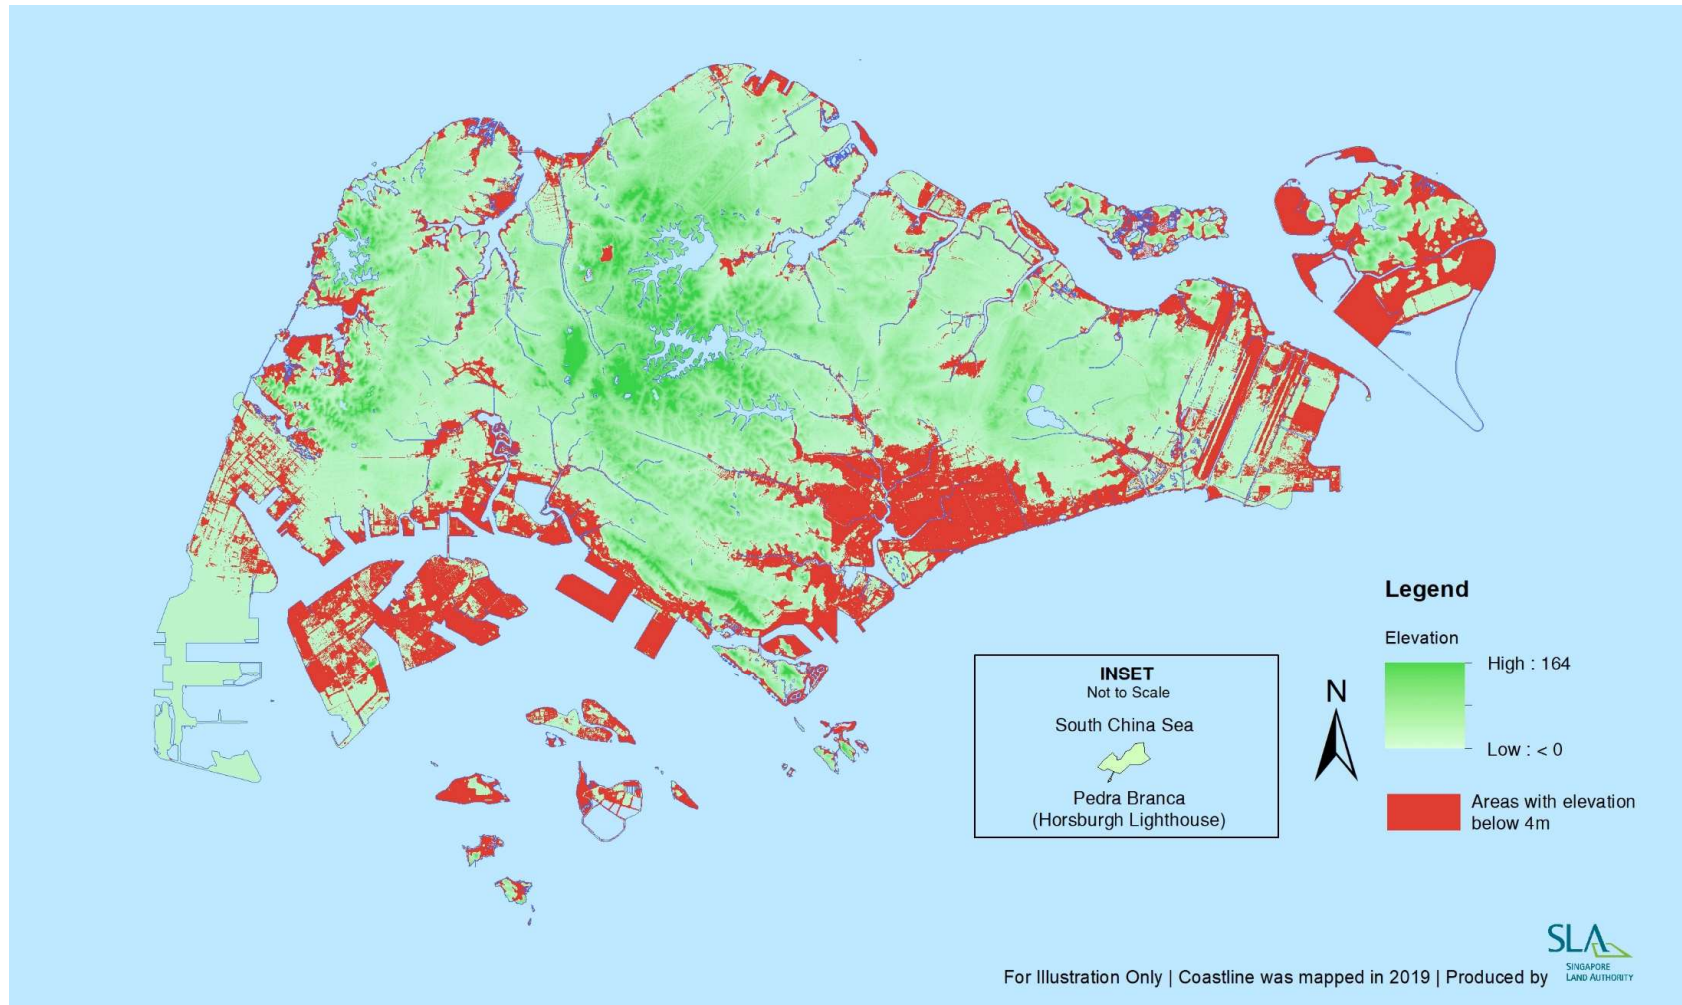 Legend
Elevation
High : 164
Low : < 0
Areas with elevation
below 4m
N
INSET
Not to Scale
South China Sea
Pedra Branca
(Horsburgh Lighthouse)
For Illustration Only | Coastline was mapped in 2019 | Produced by
SLA
SINGAPORE
LAND AUTHORITY